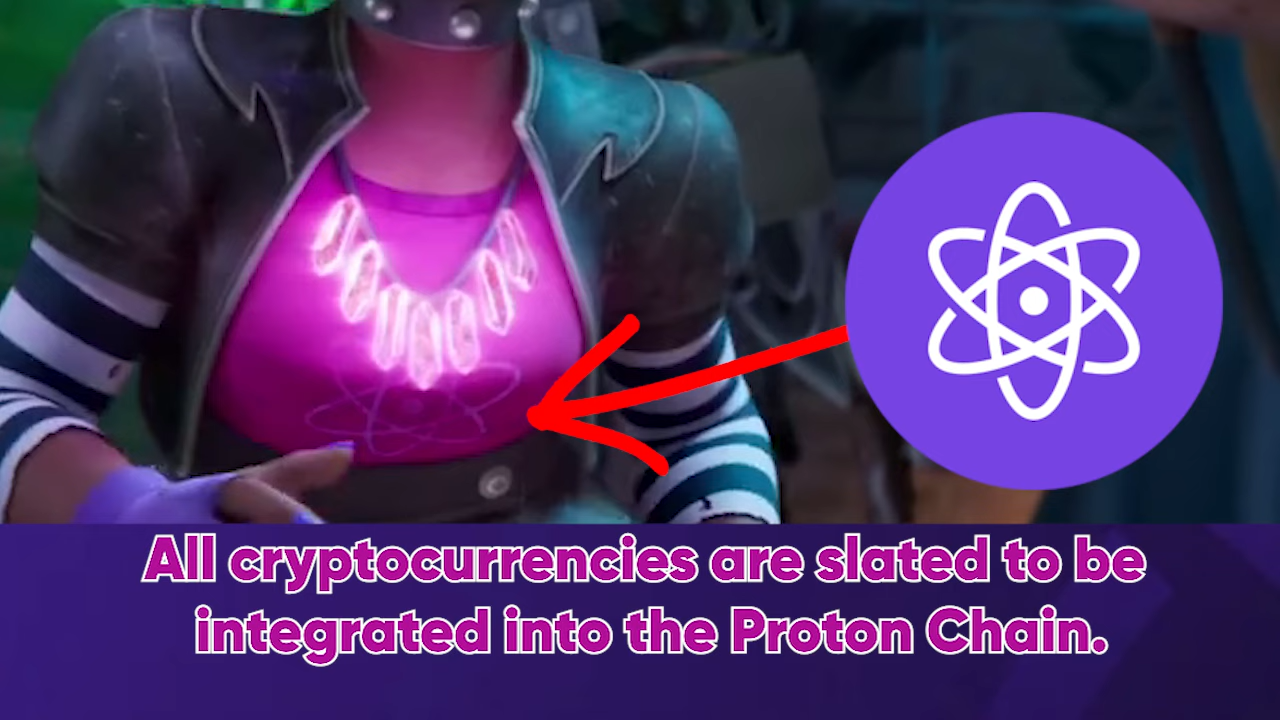 All cryptocurrencies are slated to be
integrated into the Proton Chain.